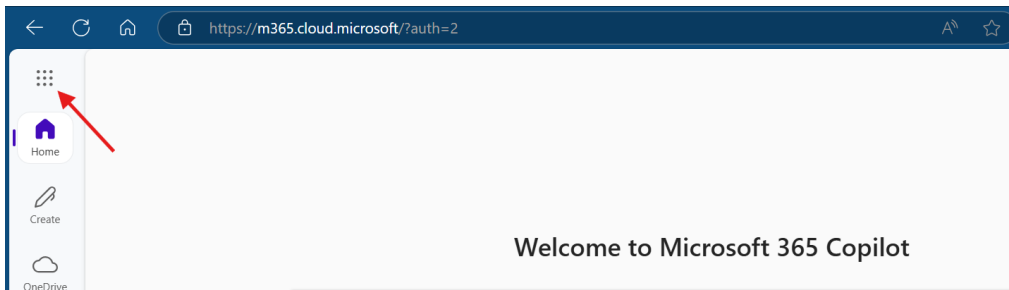 https://m365.cloud.microsoft/?auth=2
Home
Create
OneDrive
Welcome to Microsoft 365 Copilot